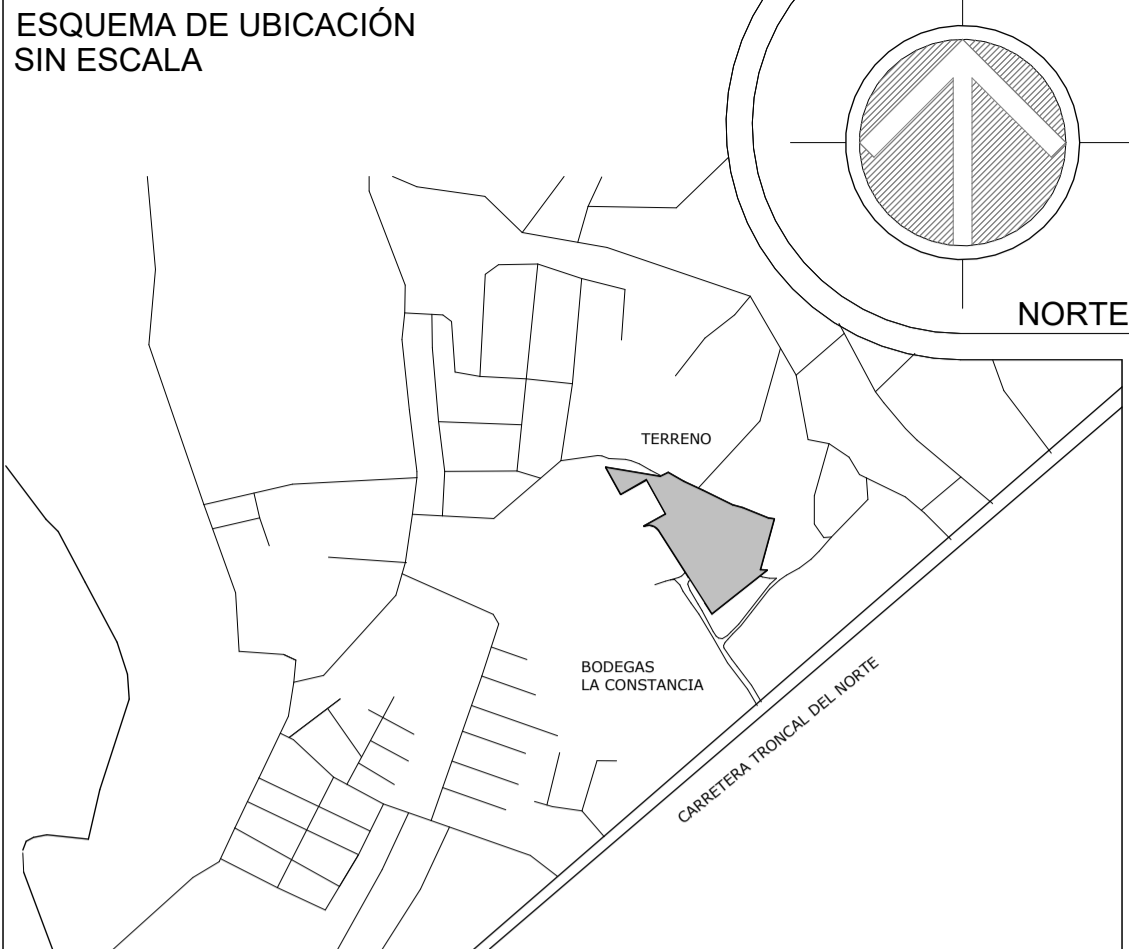 ESQUEMA DE UBICACIÓN
SIN ESCALA
NORTE
TERRENO
BODEGAS
LA CONSTANCIA
CARRETERA TRONCAL DEL NORTE